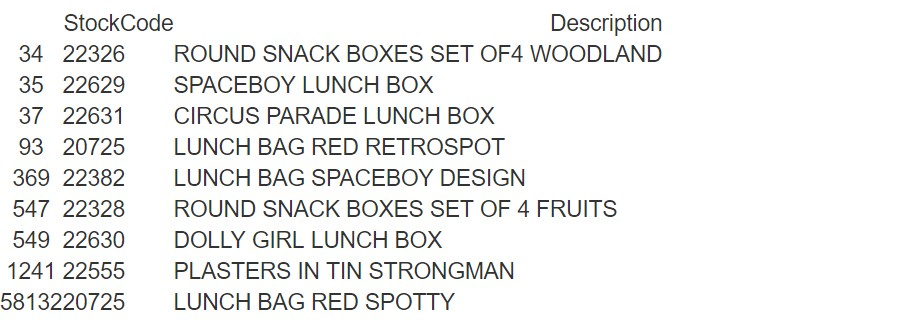 StockCode Description
34 22326 ROUND SNACK BOXES SET OF4 WOODLAND
35 22629 SPACEBOY LUNCH BOX
37 22631 CIRCUS PARADE LUNCH BOX
93 20725 LUNCH BAG RED RETROSPOT
369 22382 LUNCH BAG SPACEBOY DESIGN
547 22328 ROUND SNACK BOXES SET OF 4 FRUITS
549 22630 DOLLY GIRL LUNCH BOX
1241 22555 PLASTERS IN TIN STRONGMAN
5813220725 LUNCH BAG RED SPOTTY